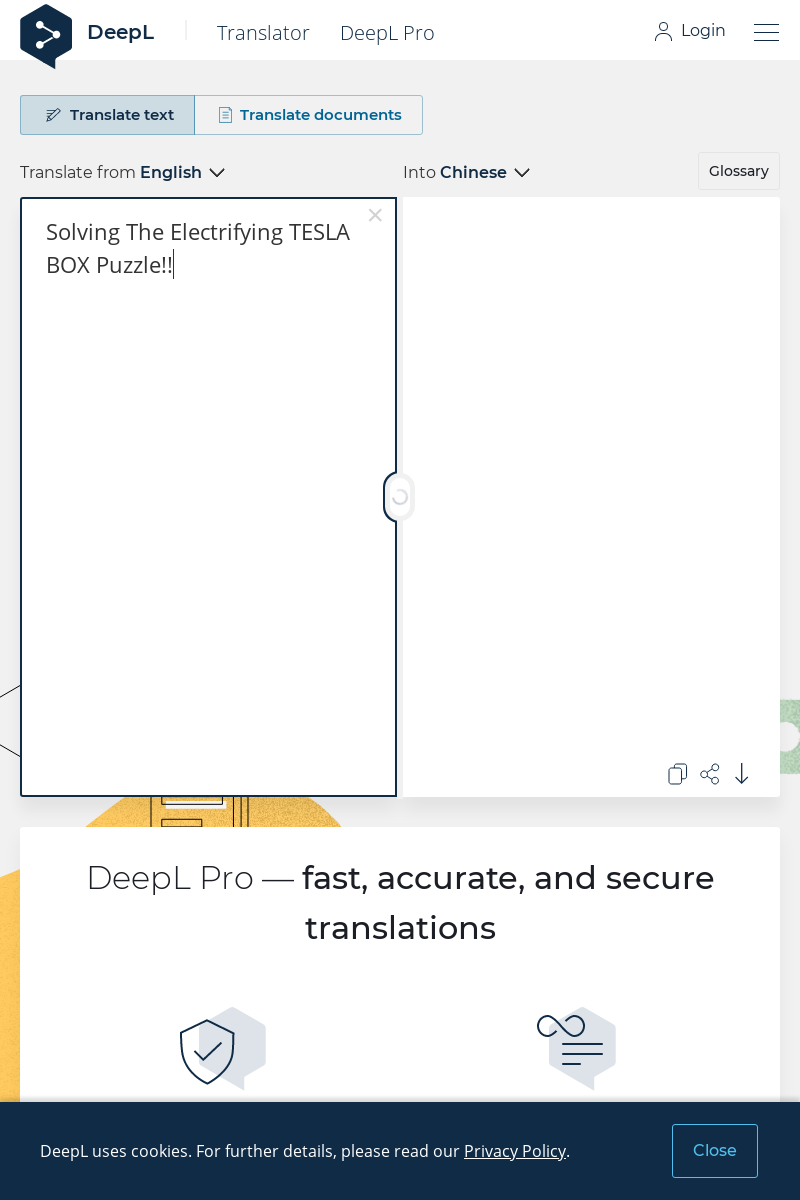 DeepL
Translator
DeepL Pro
Login
Translate text
Translate documents
Translate from English
Into Chinese
Glossary
Solving The Electrifying TESLA
BOX Puzzle!!
DeepL Pro — fast, accurate, and secure
translations
DeepL uses cookies. For further details, please read our Privacy Policy.
Close